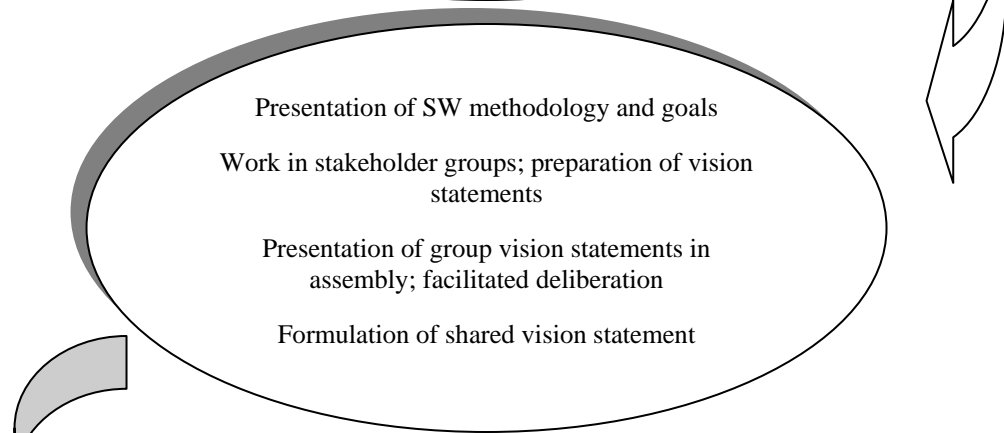 Presentation of SW methodology and goals
Work in stakeholder groups; preparation of vision
statements
Presentation of group vision statements in
assembly; facilitated deliberation
Formulation of shared vision statement